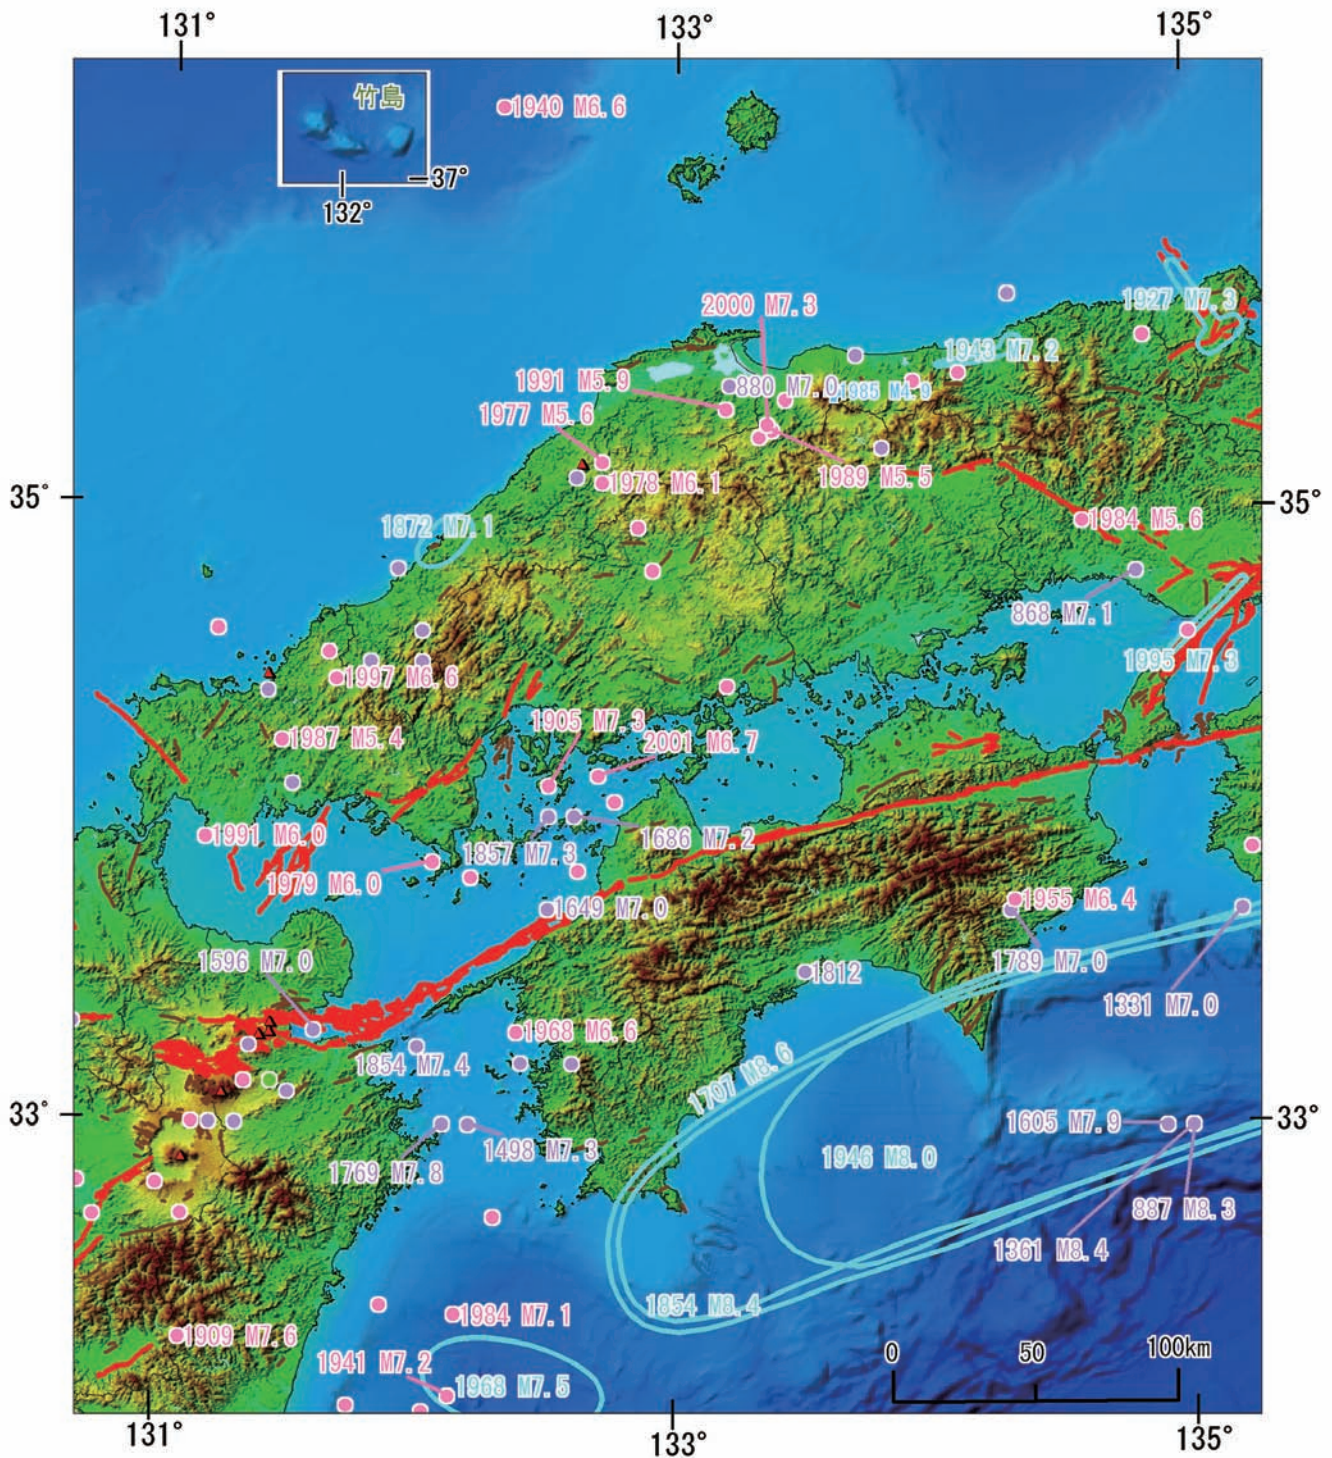 131°
133°
135°
竹島
37°
132°
1940 M6.6
1927 M7.3
2000 M7.3
1943 M7.2
1991 M5.9
880 M7.0
1985 M4.9
1977 M5.6
1989 M5.5
1978 M6.1
35°
35°
1872 M7.1
1984 M5.6
868 M7.1
1995 M7.3
1997 M6.6
1905 M7.3
1987 M5.4
2001 M6.7
1991 M6.0
1686 M7.2
1857 M7.3
1979 M6.0
1955 M6.4
1649 M7.0
1596 M7.0
1789 M7.0
1812
1331 M7.0
1968 M6.6
1854 M7.4
1707 M8.6
33°
33°
1605 M7.9
1498 M7.3
1946 M8.0
1769 M7.8
887 M8.3
1361 M8.4
1854 M8.4
1984 M7.1
1909 M7.6
0 50 100km
1941 M7.2
1968 M7.5
131°
133°
135°